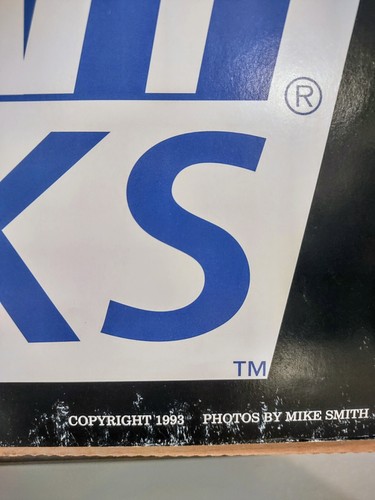 ®
KS
TM
COPYRIGHT 1993 PHOTOS BY MIKE SMITH